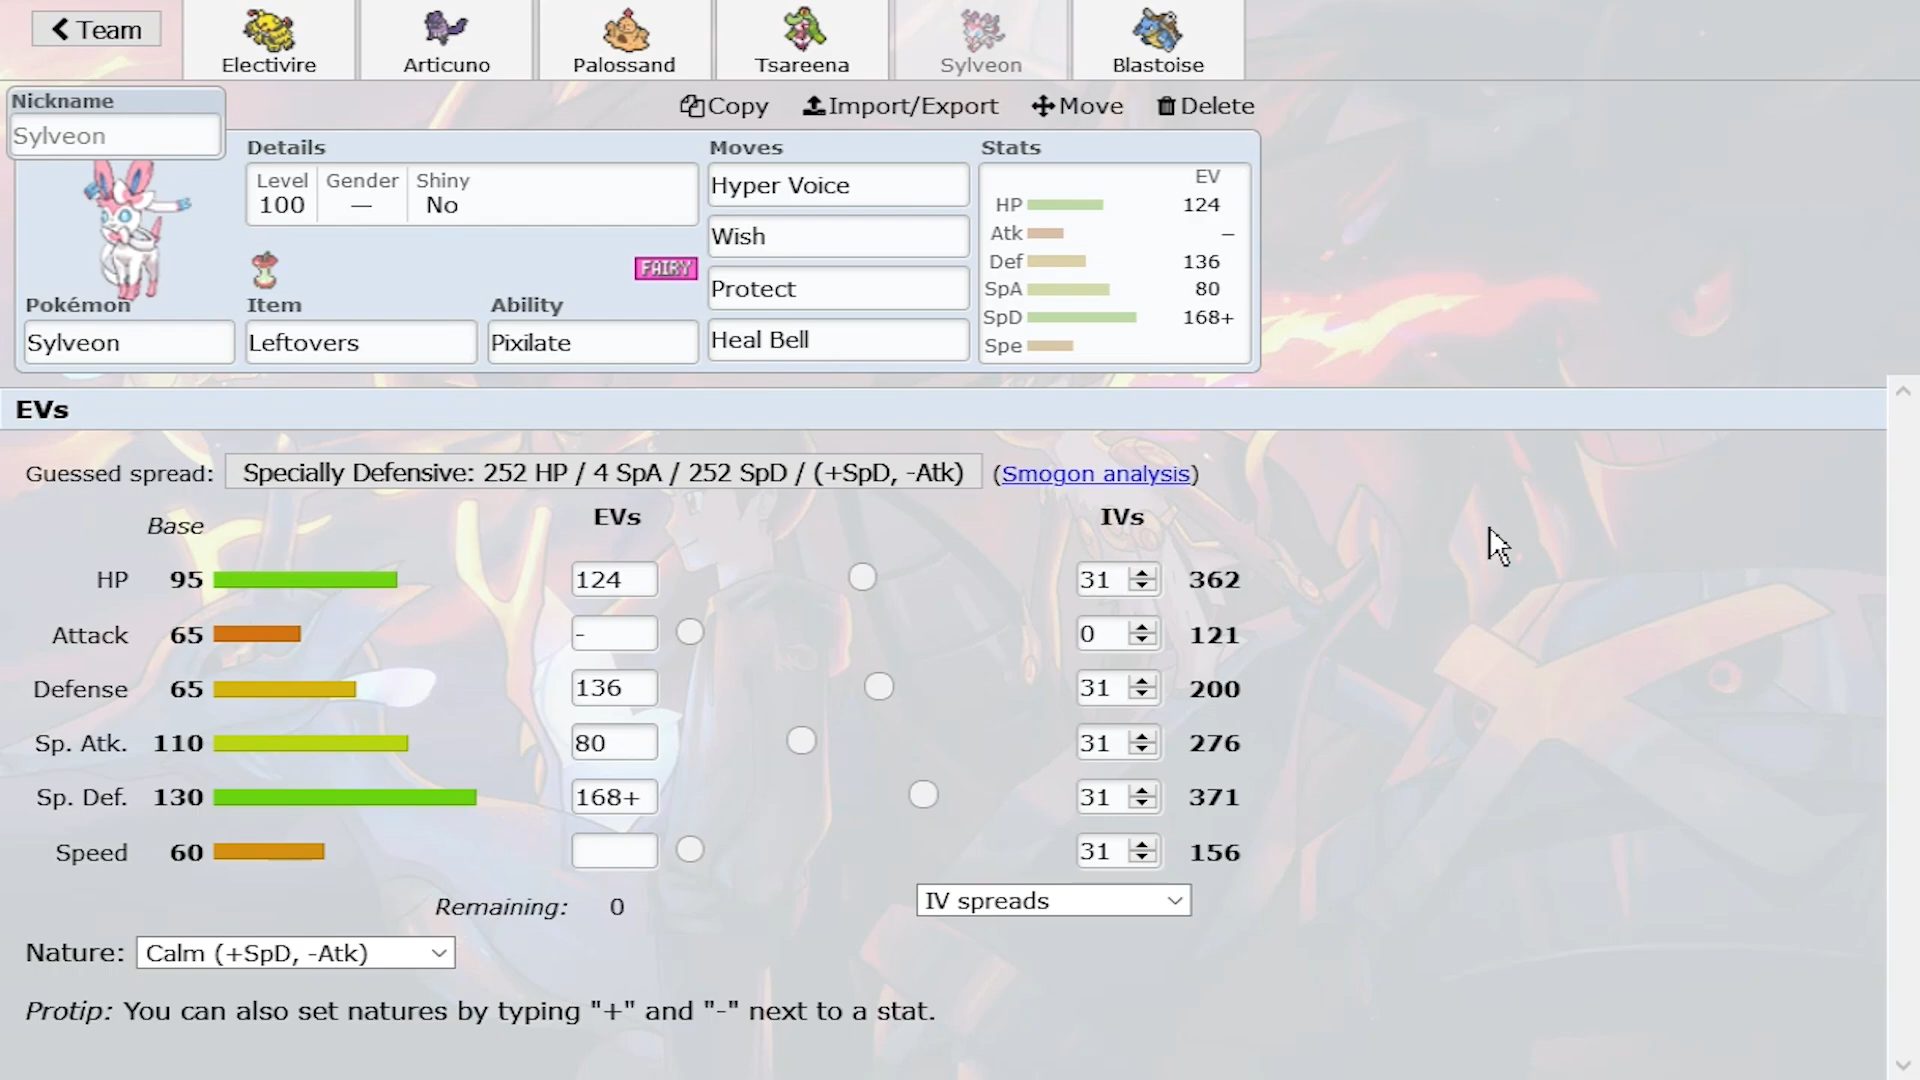 Team
Electivire
Articuno
Palossand
Tsareena
Sylveon
Blastoise
Nickname
Sylveon
Copy
Import/Export
Move
Delete
Details
Level
Gender
Shiny
100
—
No
FAIRY
Pokémon
Item
Ability
Sylveon
Leftovers
Pixilate
Moves
Hyper Voice
Wish
Protect
Heal Bell
Stats
EV
HP 124
Atk –
Def 136
SpA 80
SpD 168+
Spe
EVs
Guessed spread: Specially Defensive: 252 HP / 4 SpA / 252 SpD / (+SpD, -Atk) (Smogon analysis)
Base EVs IVs
HP 95 124 31 362
Attack 65 - 0 121
Defense 65 136 31 200
Sp. Atk. 110 80 31 276
Sp. Def. 130 168+ 31 371
Speed 60 31 156
Remaining: 0 IV spreads
Nature: Calm (+SpD, -Atk)
Protip: You can also set natures by typing "+" and "-" next to a stat.